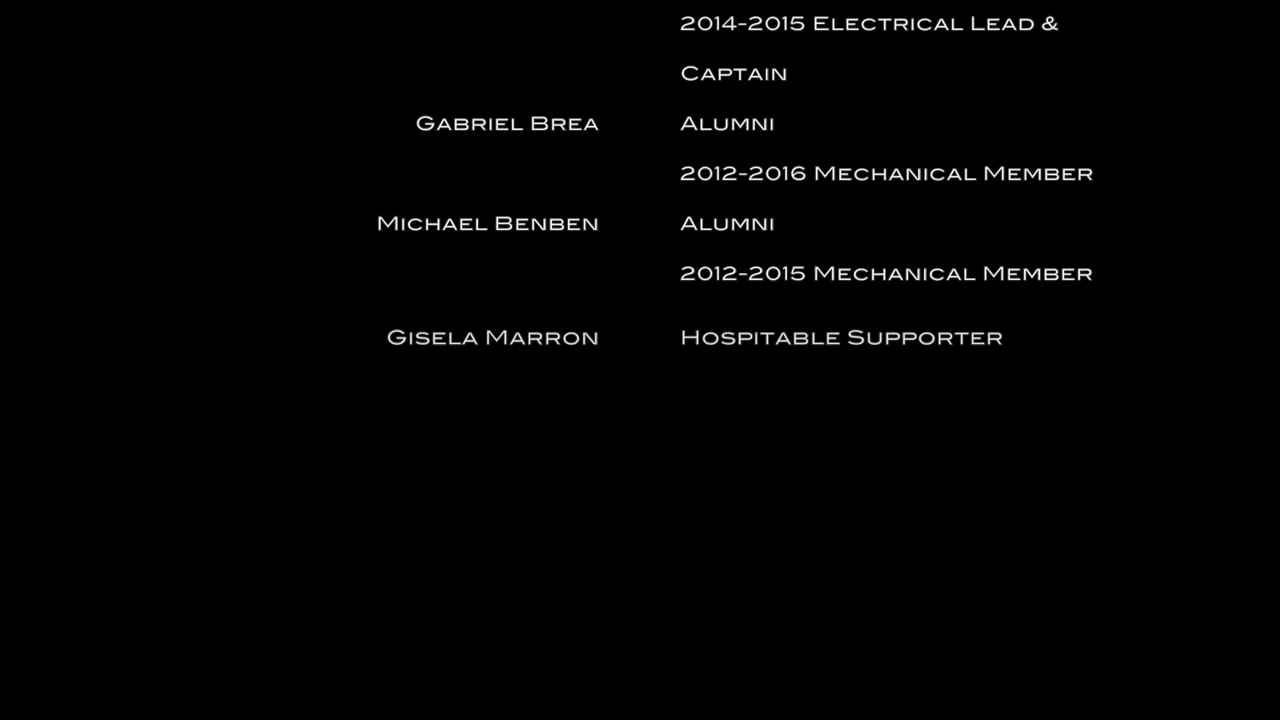 2014-2015 Electrical Lead &
Captain
Gabriel Brea Alumni
2012-2016 Mechanical Member
Michael Benben Alumni
2012-2015 Mechanical Member
Gisela Marron Hospitable Supporter